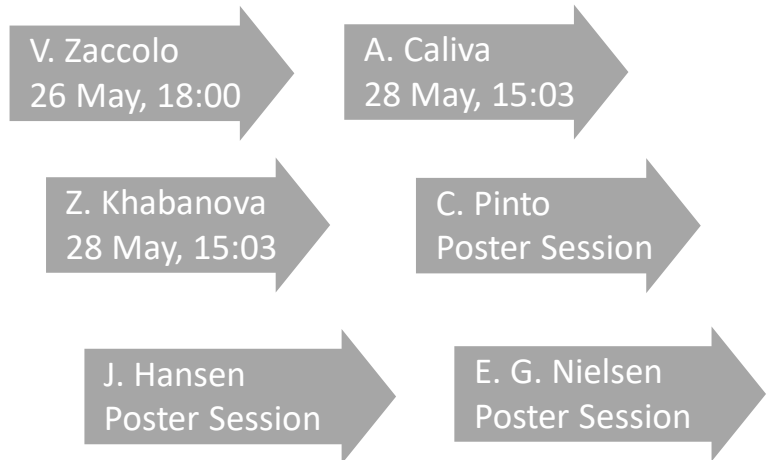 V. Zaccolo
26 May, 18:00
A. Caliva
28 May, 15:03
Z. Khabanova
28 May, 15:03
C. Pinto
Poster Session
J. Hansen
Poster Session
E. G. Nielsen
Poster Session